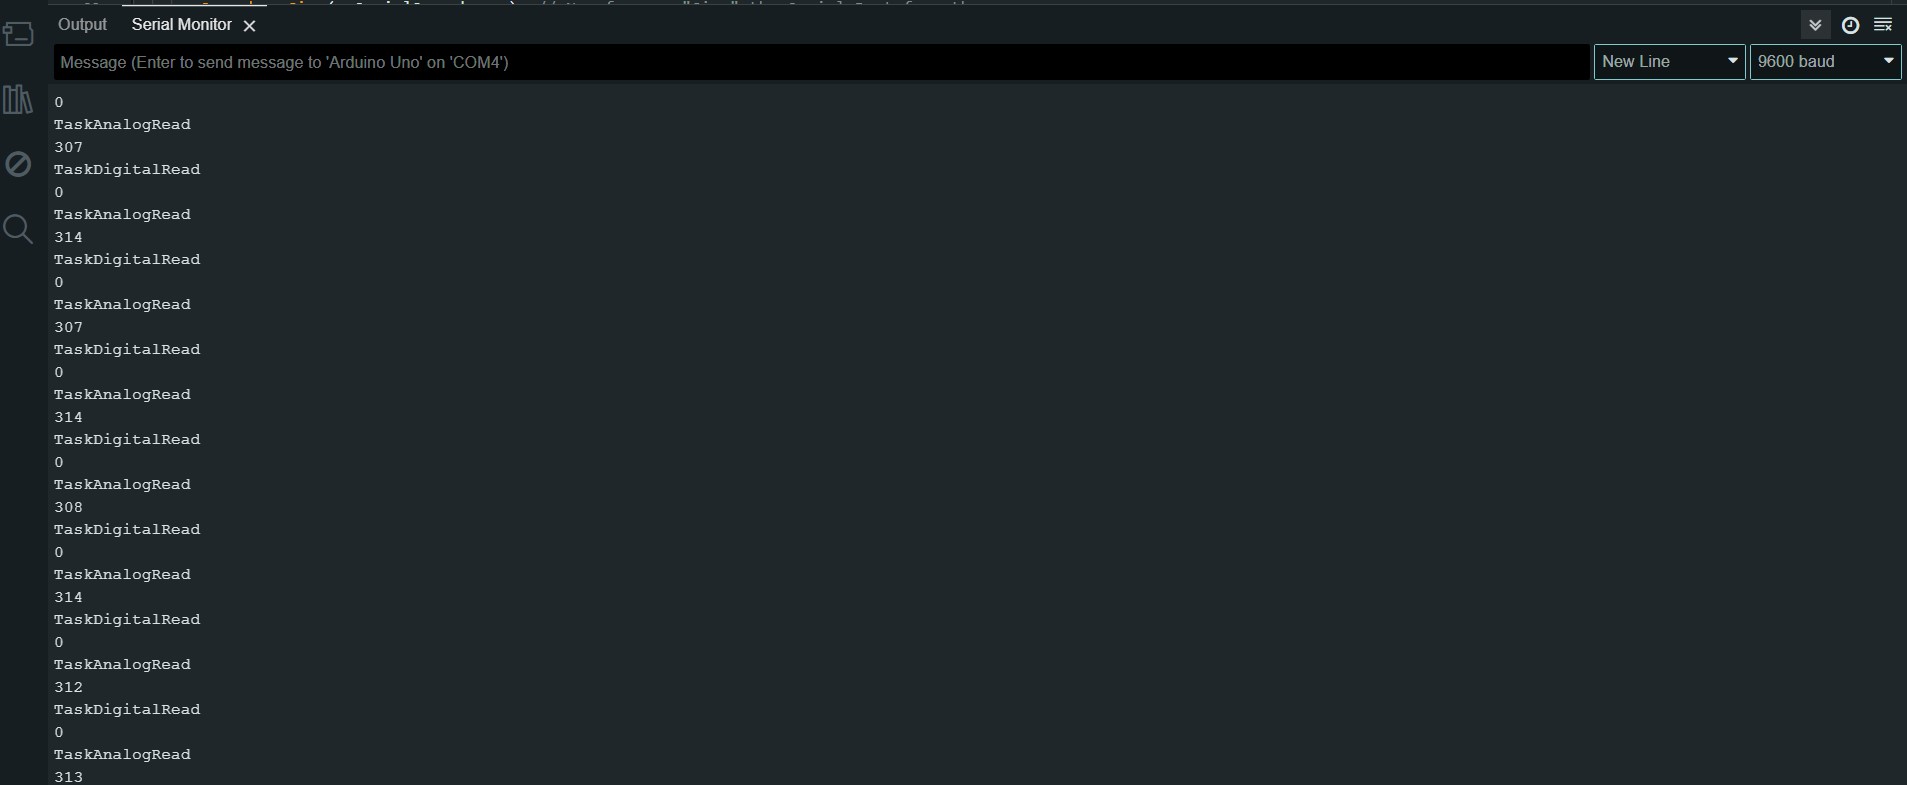 Output
Serial Monitor
Message (Enter to send message to 'Arduino Uno' on 'COM4')
New Line
9600 baud
0
TaskAnalogRead
307
TaskDigitalRead
0
TaskAnalogRead
314
TaskDigitalRead
0
TaskAnalogRead
307
TaskDigitalRead
0
TaskAnalogRead
314
TaskDigitalRead
0
TaskAnalogRead
308
TaskDigitalRead
0
TaskAnalogRead
314
TaskDigitalRead
0
TaskAnalogRead
312
TaskDigitalRead
0
TaskAnalogRead
313